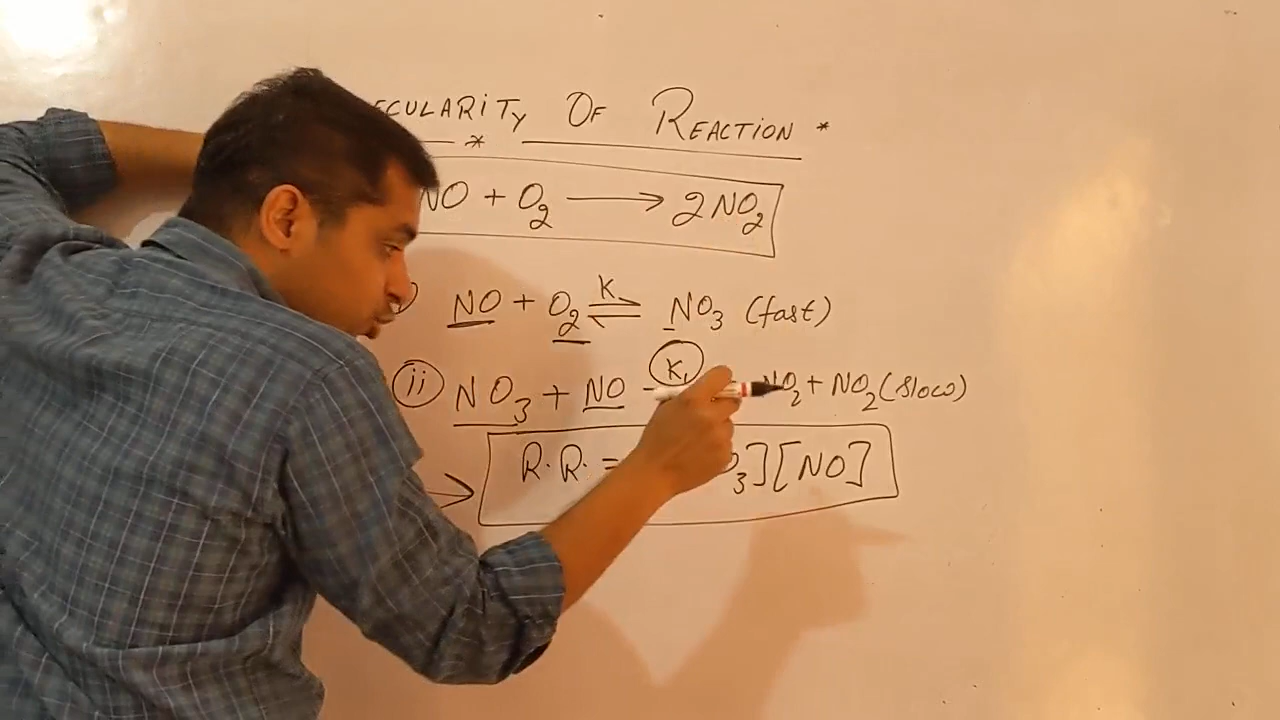 ECULARITY OF REACTION *
*
NO + O₂ ⟶ 2NO₂
NO + O₂ ⇌ NO₃ (fast)
K
(ii) NO₃ + NO NO₂ + NO₂ (slow)
K₁
R.R. = ₃][NO]